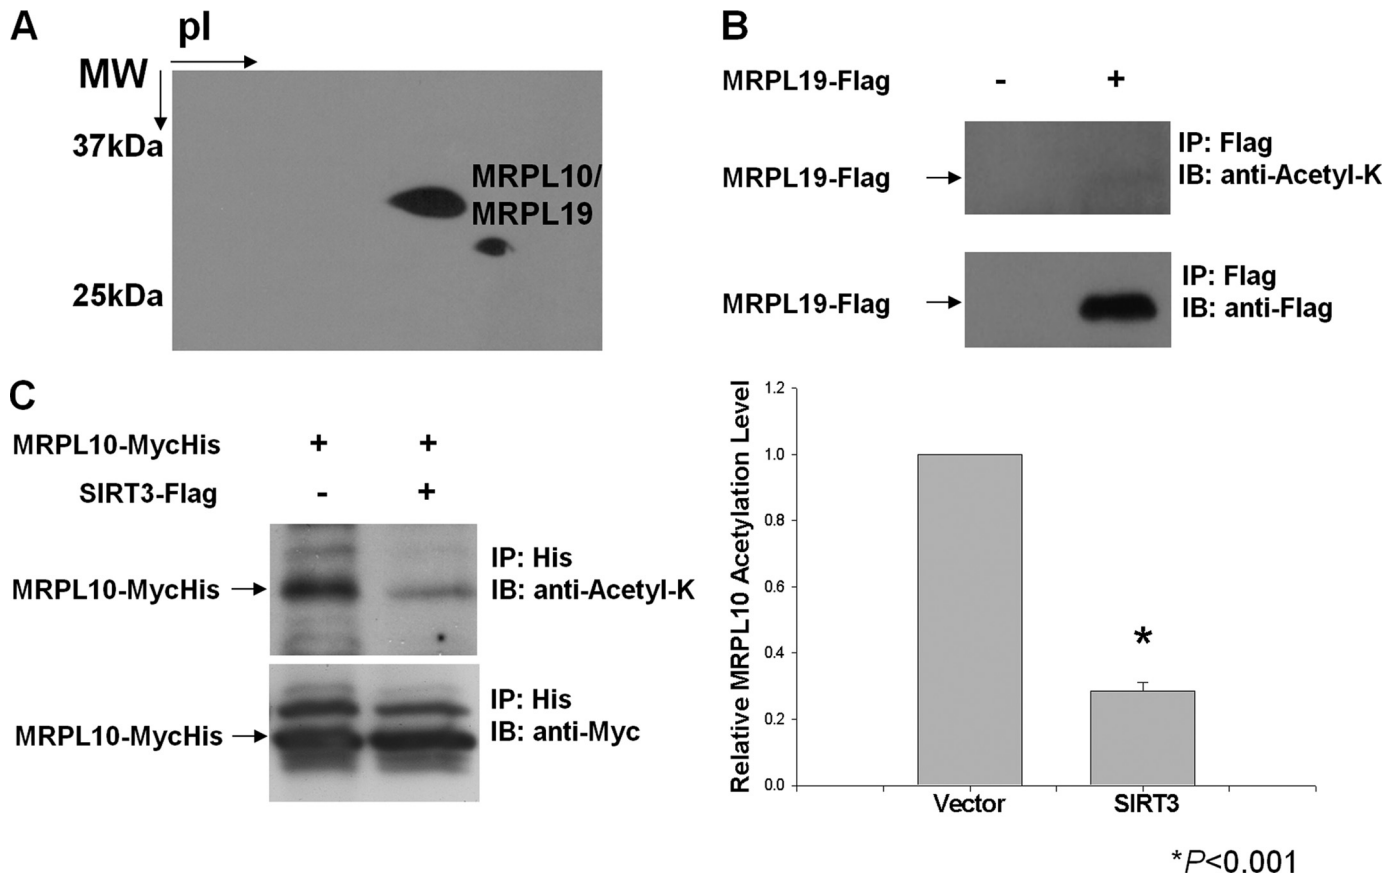 A
pI
MW
37kDa
MRPL10/
MRPL19
25kDa
B
MRPL19-Flag - +
MRPL19-Flag
IP: Flag
IB: anti-Acetyl-K
MRPL19-Flag
IP: Flag
IB: anti-Flag
C
MRPL10-MycHis + +
SIRT3-Flag - +
MRPL10-MycHis
IP: His
IB: anti-Acetyl-K
MRPL10-MycHis
IP: His
IB: anti-Myc
Relative MRPL10 Acetylation Level
1.2
1.0
0.8
0.6
0.4
0.2
0.0
*
Vector SIRT3
*P<0.001